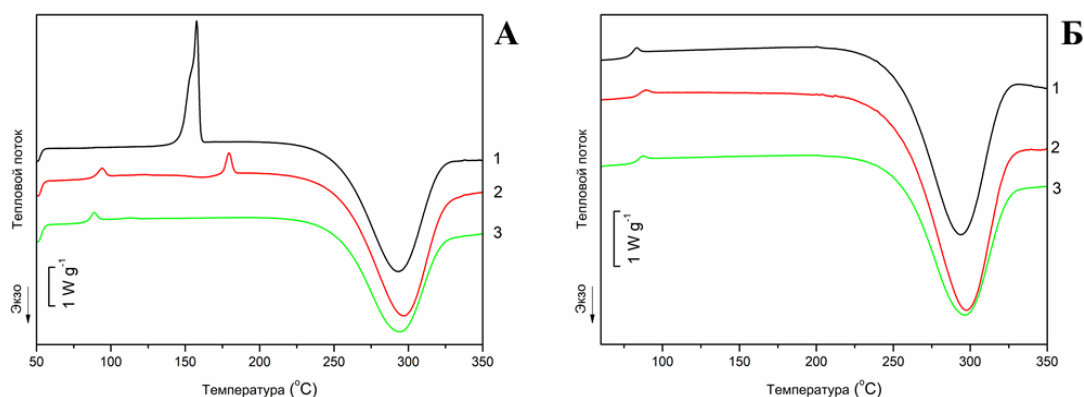 А
Тепловой поток
Экзо
1 W g⁻¹
1
2
3
50 100 150 200 250 300 350
Температура (°C)
Б
Тепловой поток
Экзо
1 W g⁻¹
1
2
3
100 150 200 250 300 350
Температура (°C)